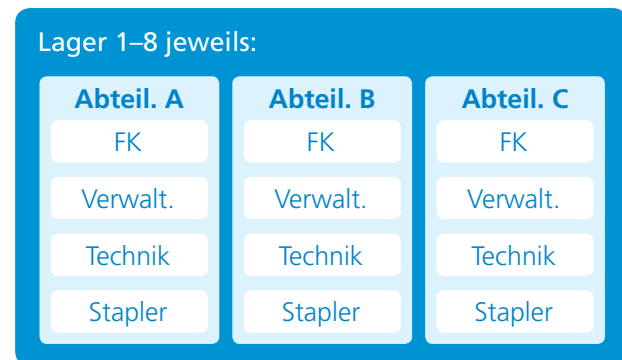 Lager 1–8 jeweils:
Abteil. A
FK
Verwalt.
Technik
Stapler
Abteil. B
FK
Verwalt.
Technik
Stapler
Abteil. C
FK
Verwalt.
Technik
Stapler